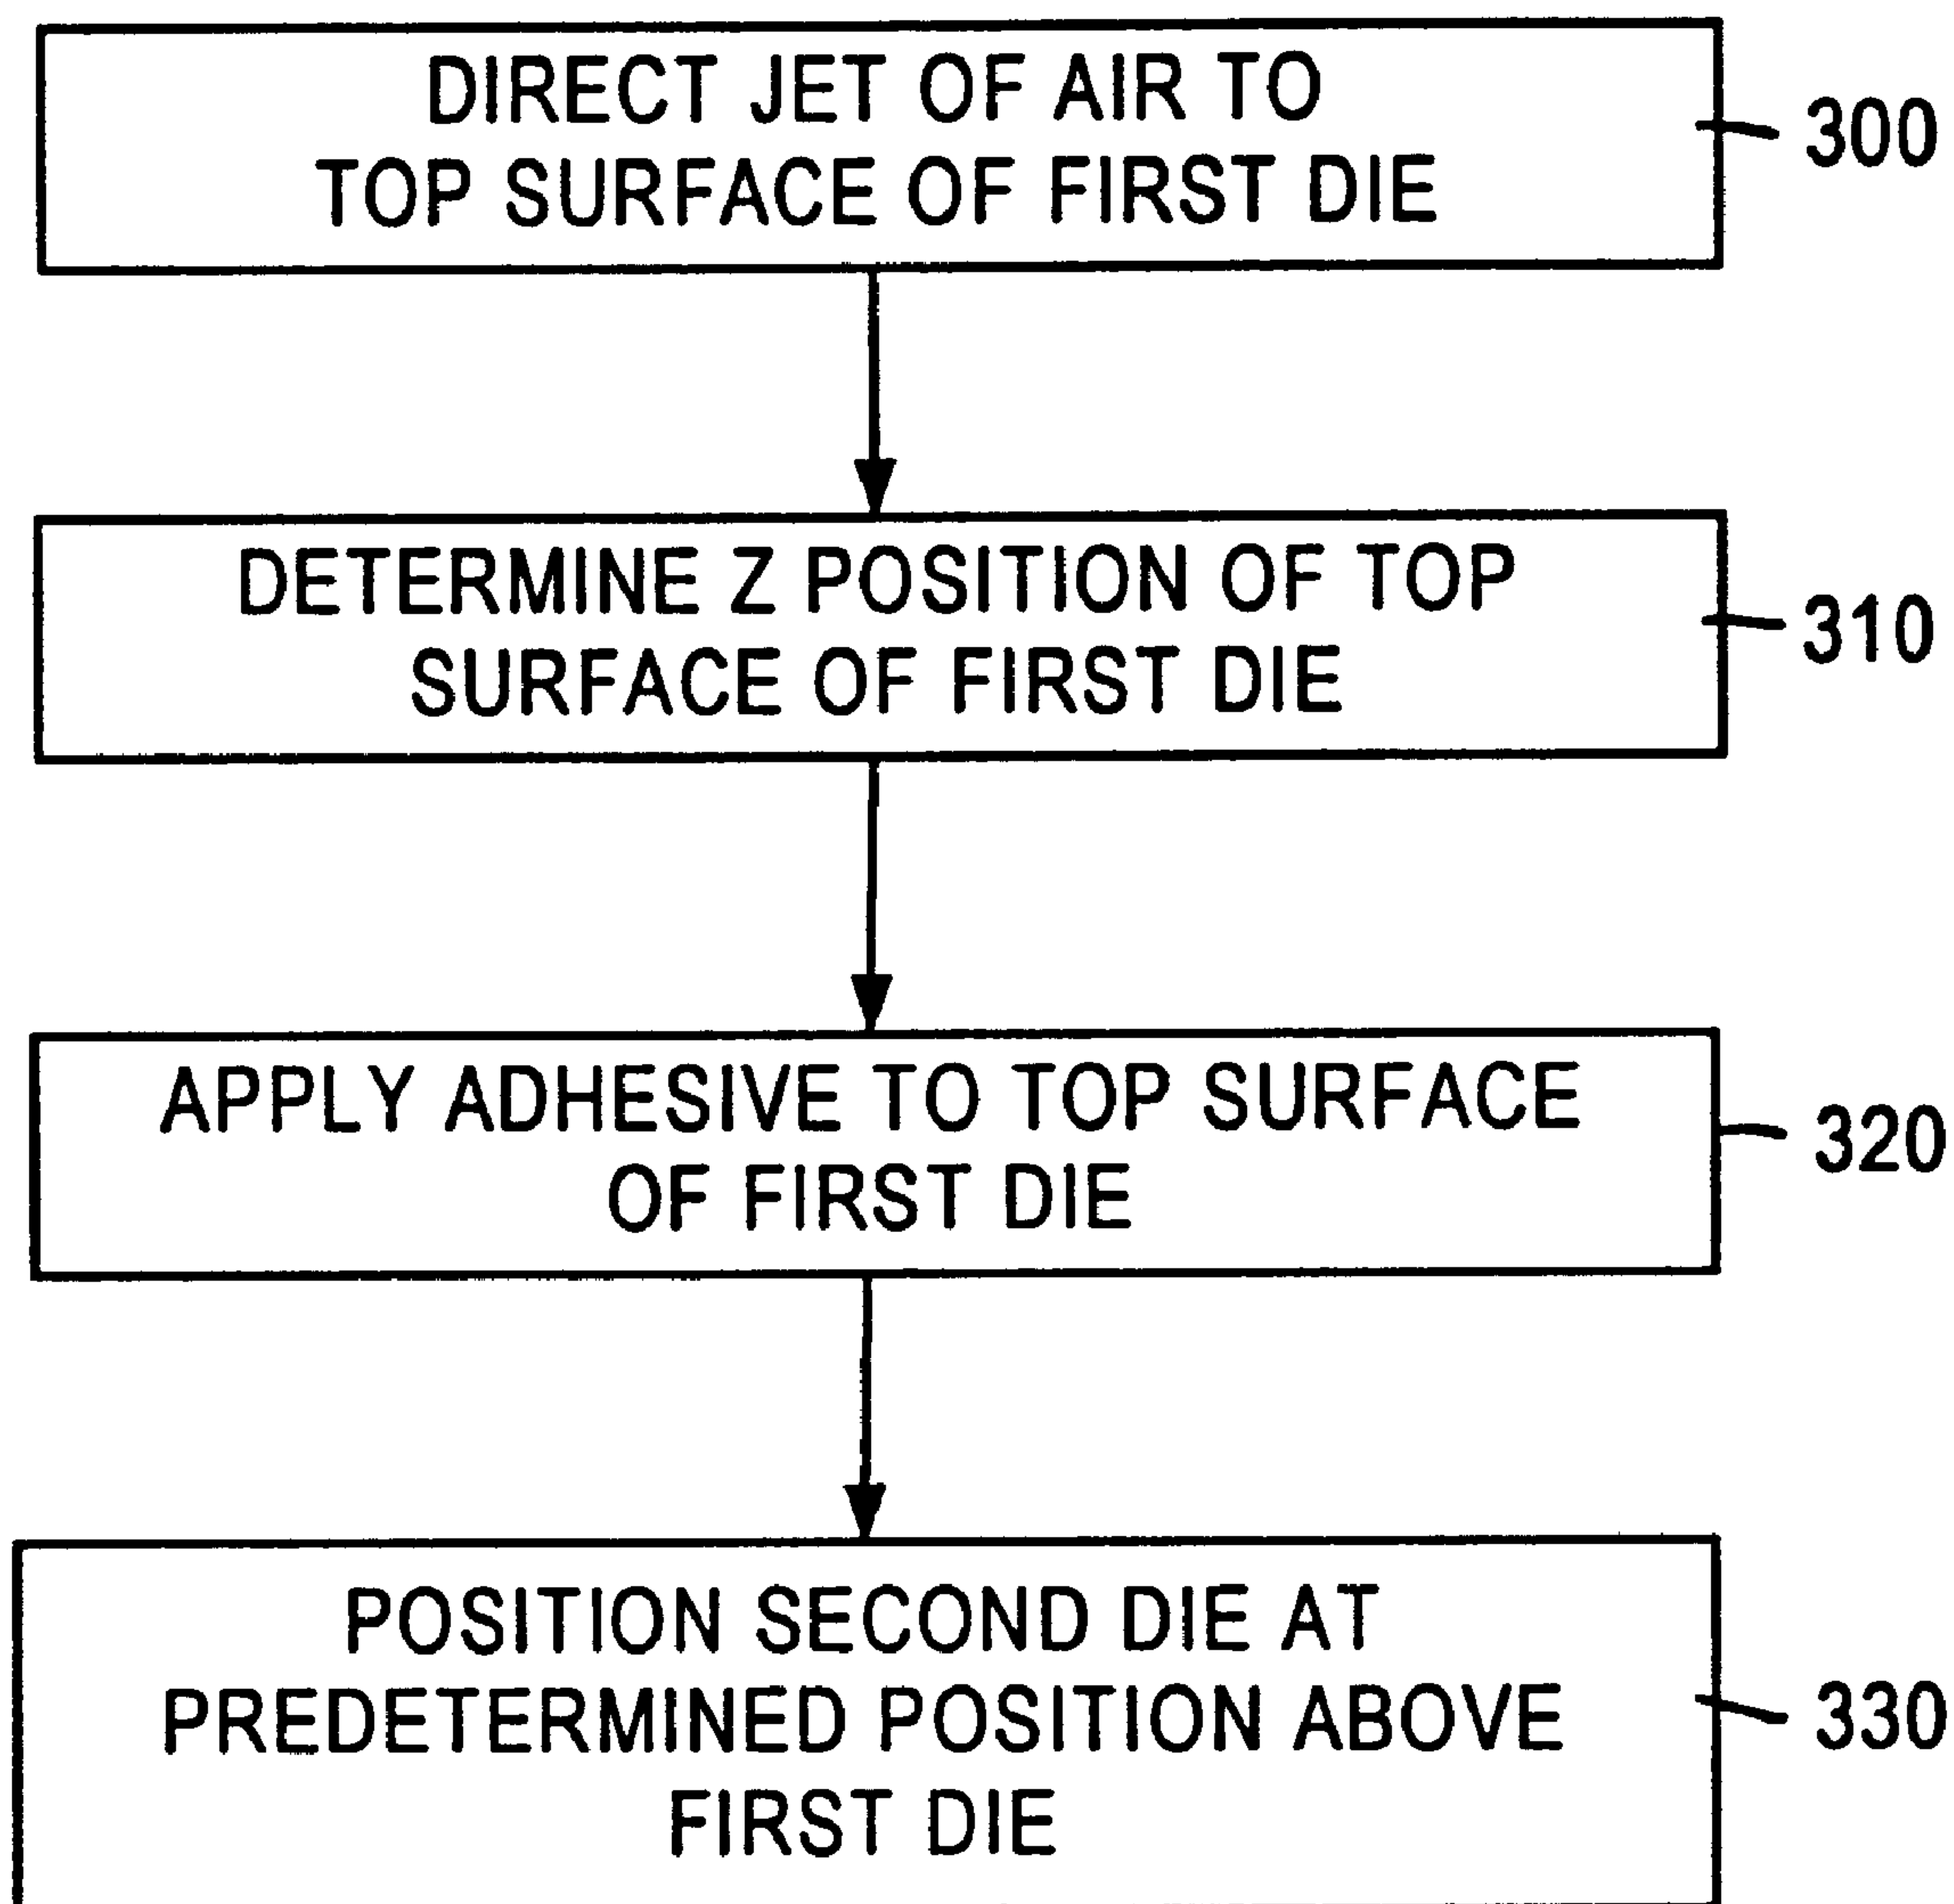 DIRECT JET OF AIR TO
TOP SURFACE OF FIRST DIE
300
DETERMINE Z POSITION OF TOP
SURFACE OF FIRST DIE
310
APPLY ADHESIVE TO TOP SURFACE
OF FIRST DIE
320
POSITION SECOND DIE AT
PREDETERMINED POSITION ABOVE
FIRST DIE
330